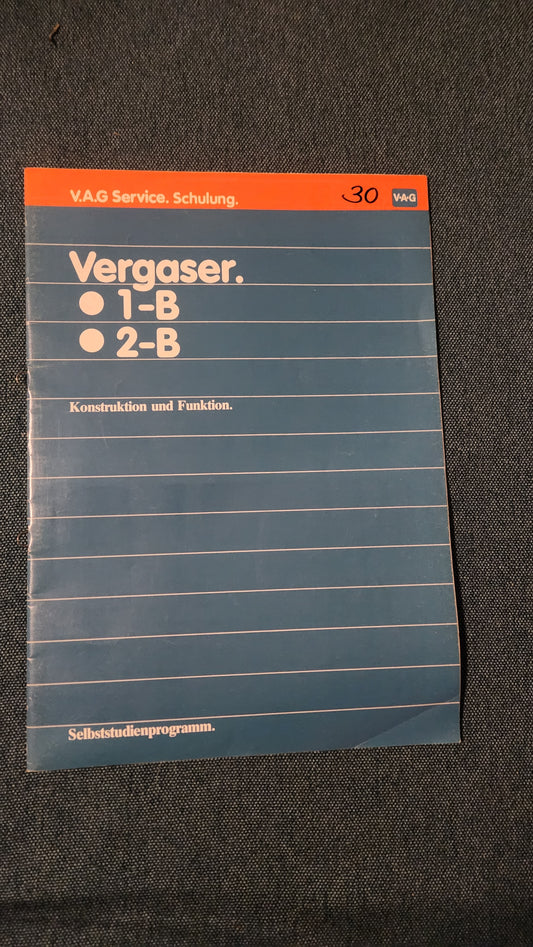 V.A.G Service. Schulung.
30
V·A·G
Vergaser.
● 1-B
● 2-B
Konstruktion und Funktion.
Selbststudienprogramm.